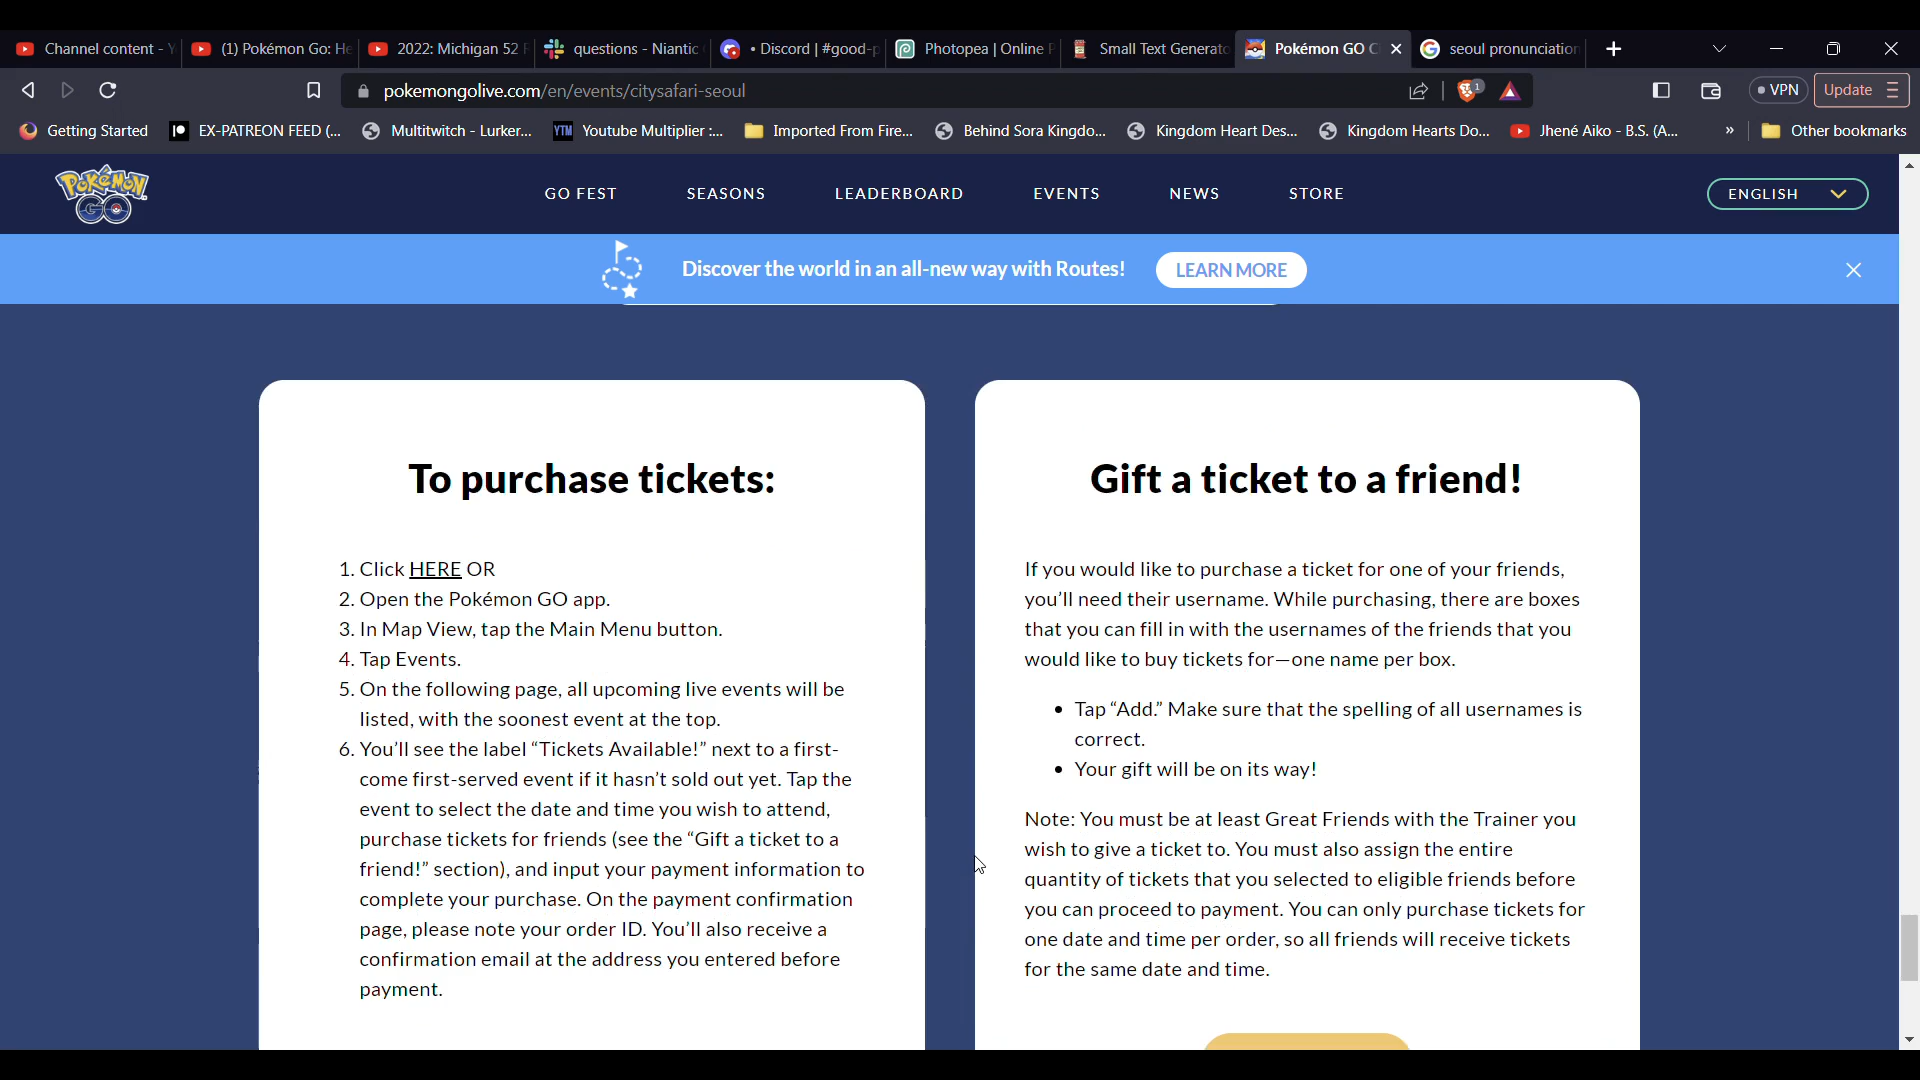 Channel content - Y
(1) Pokémon Go: He
2022: Michigan 52 F
questions - Niantic
• Discord | #good-p
Photopea | Online P
Small Text Generato
Pokémon GO C
seoul pronunciation
pokemongolive.com/en/events/citysafari-seoul
1
VPN
Update
Getting Started
EX-PATREON FEED (...
Multitwitch - Lurker...
YTM
Youtube Multiplier :...
Imported From Fire...
Behind Sora Kingdo...
Kingdom Heart Des...
Kingdom Hearts Do...
Jhené Aiko - B.S. (A...
»
Other bookmarks
POKéMON GO
GO FEST
SEASONS
LEADERBOARD
EVENTS
NEWS
STORE
ENGLISH
Discover the world in an all-new way with Routes!
LEARN MORE
To purchase tickets:
1. Click HERE OR
2. Open the Pokémon GO app.
3. In Map View, tap the Main Menu button.
4. Tap Events.
5. On the following page, all upcoming live events will be
listed, with the soonest event at the top.
6. You'll see the label “Tickets Available!” next to a first-
come first-served event if it hasn't sold out yet. Tap the
event to select the date and time you wish to attend,
purchase tickets for friends (see the “Gift a ticket to a
friend!” section), and input your payment information to
complete your purchase. On the payment confirmation
page, please note your order ID. You'll also receive a
confirmation email at the address you entered before
payment.
Gift a ticket to a friend!
If you would like to purchase a ticket for one of your friends,
you'll need their username. While purchasing, there are boxes
that you can fill in with the usernames of the friends that you
would like to buy tickets for—one name per box.
• Tap “Add.” Make sure that the spelling of all usernames is
correct.
• Your gift will be on its way!
Note: You must be at least Great Friends with the Trainer you
wish to give a ticket to. You must also assign the entire
quantity of tickets that you selected to eligible friends before
you can proceed to payment. You can only purchase tickets for
one date and time per order, so all friends will receive tickets
for the same date and time.